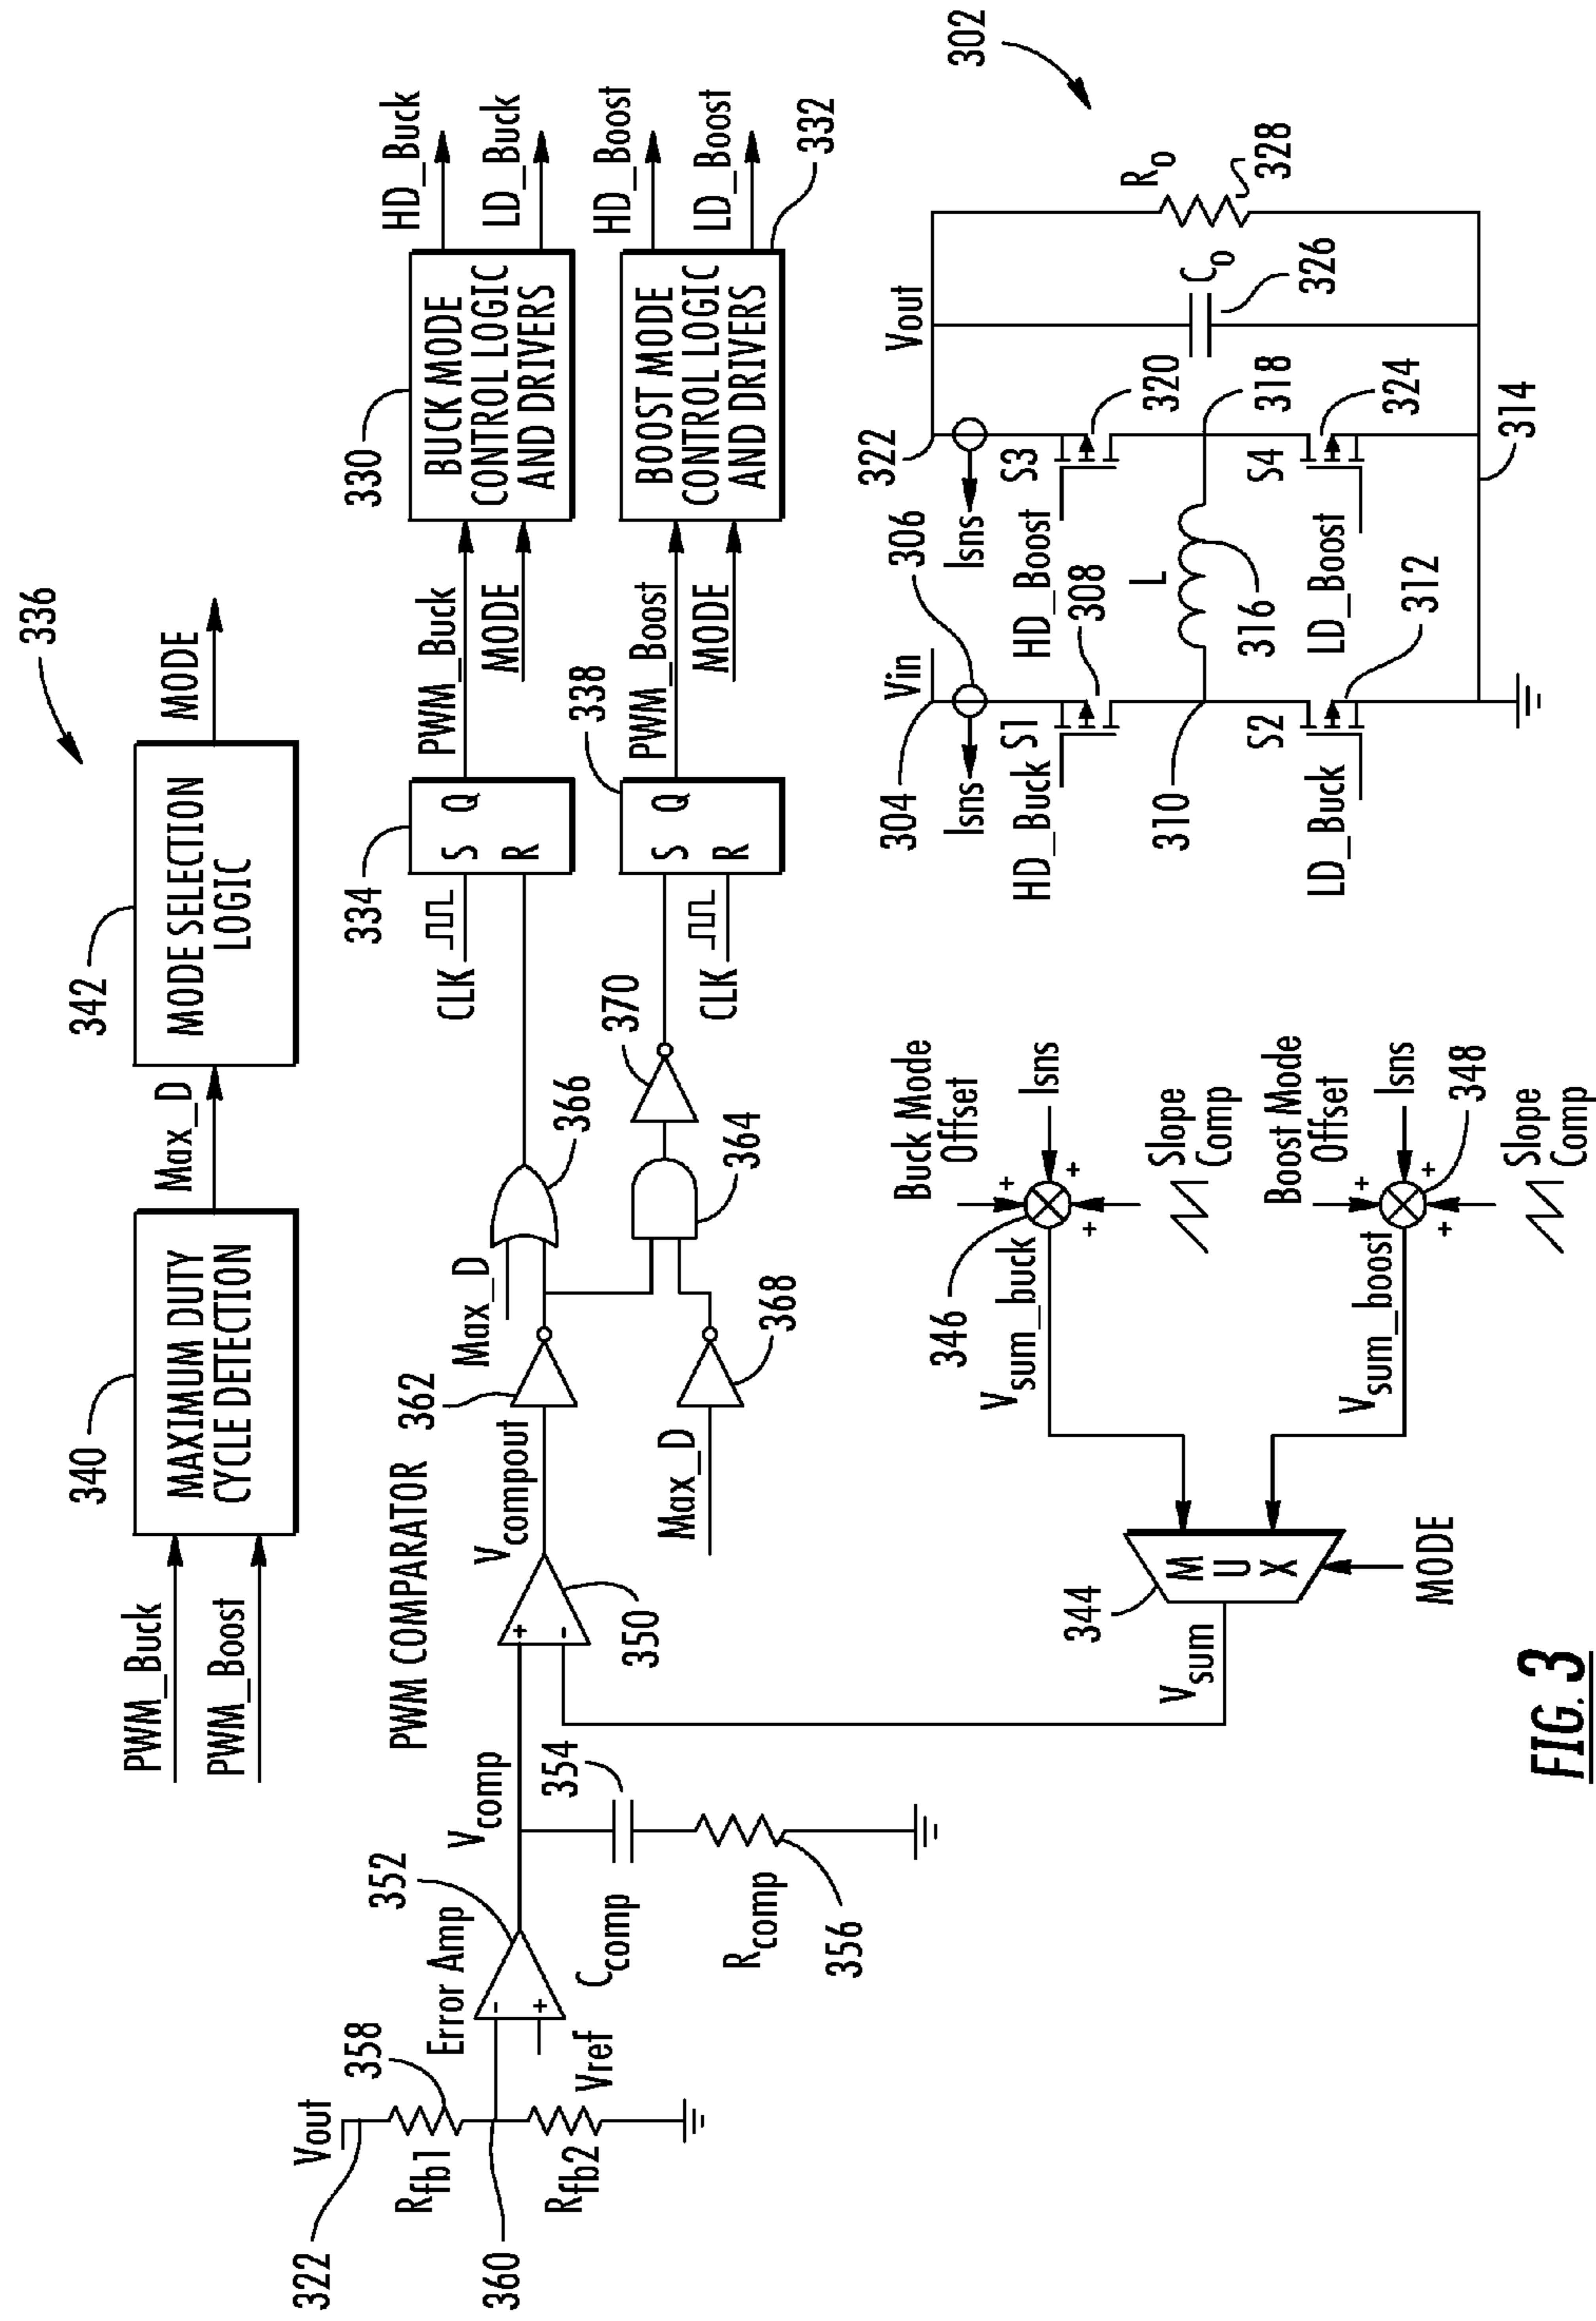 336
340
342
PWM_Buck
PWM_Boost
MAXIMUM DUTY
CYCLE DETECTION
Max_D
MODE SELECTION
LOGIC
MODE
322
Vout
358
Rfb1
360
Rfb2
Error Amp
352
-
+
Vref
Vcomp
354
Ccomp
Rcomp
356
PWM COMPARATOR
+
-
350
Vcompout
362
Max_D
366
Max_D
368
364
370
334
CLK
S Q
R
PWM_Buck
MODE
330
BUCK MODE
CONTROL LOGIC
AND DRIVERS
HD_Buck
LD_Buck
338
CLK
S Q
R
PWM_Boost
MODE
BOOST MODE
CONTROL LOGIC
AND DRIVERS
332
HD_Boost
LD_Boost
344
Vsum
MUX
MODE
346
Vsum_buck
Buck Mode
Offset
+
Isns
+
+
Slope
Comp
Vsum_boost
Boost Mode
Offset
+
Isns
+
348
+
Slope
Comp
302
304
Vin
306
Isns
HD_Buck
S1
308
310
S2
LD_Buck
312
L
316
322
Vout
Isns
HD_Boost
S3
320
318
S4
LD_Boost
324
314
Co
326
Ro
328
FIG. 3